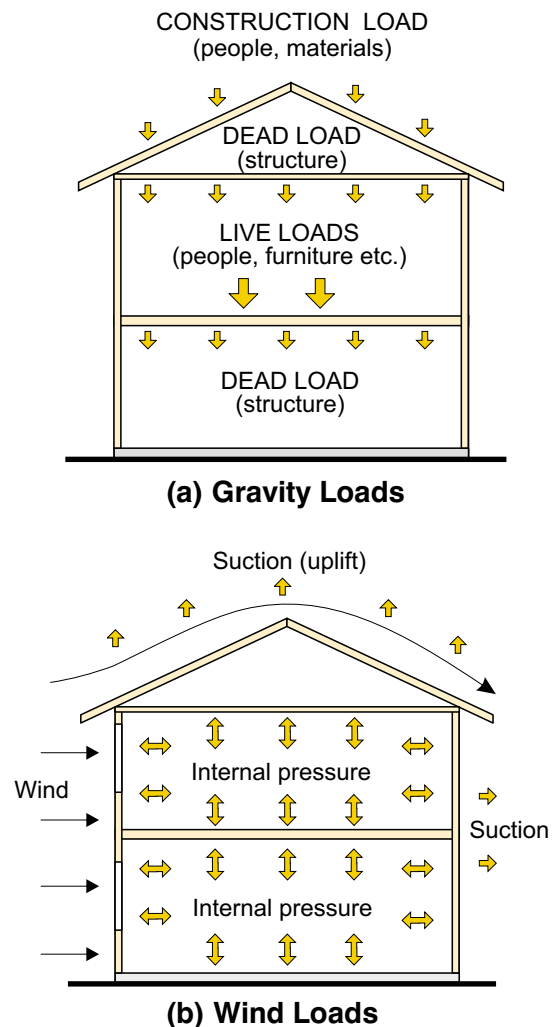 CONSTRUCTION LOAD
(people, materials)
DEAD LOAD
(structure)
LIVE LOADS
(people, furniture etc.)
DEAD LOAD
(structure)
(a) Gravity Loads
Suction (uplift)
Internal pressure
Wind
Suction
Internal pressure
(b) Wind Loads